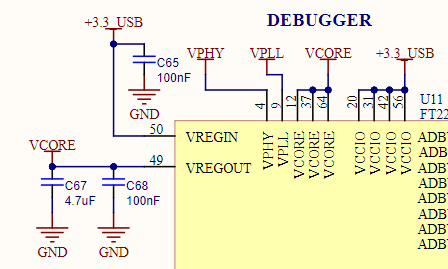 DEBUGGER
+3.3_USB
VPHY
VPLL
VCORE
+3.3_USB
C65
100nF
GND
4
9
12
37
64
20
31
42
56
U11
FT22
50
VREGIN
VPHY
VPLL
VCORE
VCORE
VCORE
VCCIO
VCCIO
VCCIO
VCCIO
VCORE
49
VREGOUT
C67
4.7uF
C68
100nF
GND
GND
ADB
ADB
ADB
ADB
ADB
ADB
ADB
ADB